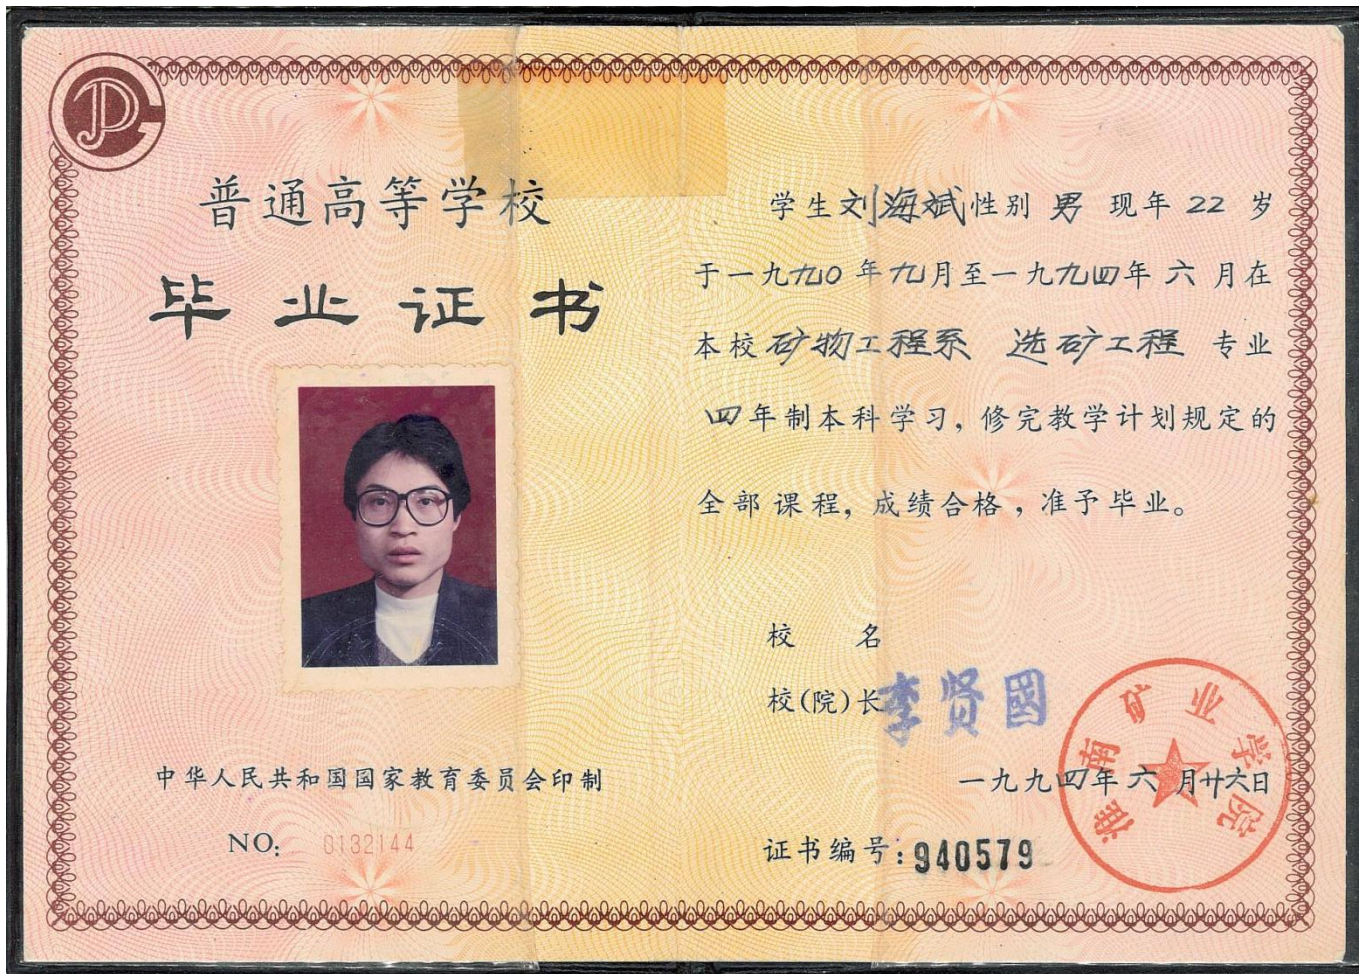 普通高等学校
毕业证书
中华人民共和国国家教育委员会印制
NO: 0132144
学生刘海斌性别 男 现年 22 岁
于一九九〇年九月至一九九四年六月在
本校矿物工程系 选矿工程 专业
四年制本科学习，修完教学计划规定的
全部课程，成绩合格，准予毕业。
校 名
校(院)长 李贤国
淮南矿业学院
一九九四年六月廿六日
证书编号:940579